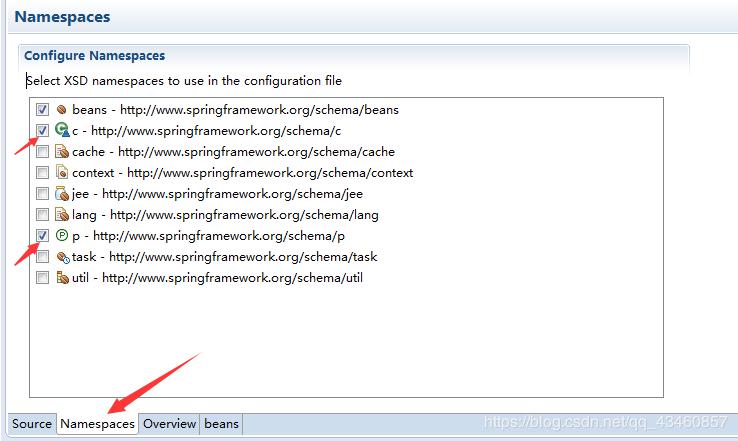 Namespaces
Configure Namespaces
Select XSD namespaces to use in the configuration file
beans - http://www.springframework.org/schema/beans
c - http://www.springframework.org/schema/c
cache - http://www.springframework.org/schema/cache
context - http://www.springframework.org/schema/context
jee - http://www.springframework.org/schema/jee
lang - http://www.springframework.org/schema/lang
p - http://www.springframework.org/schema/p
task - http://www.springframework.org/schema/task
util - http://www.springframework.org/schema/util
Source Namespaces Overview beans https://blog.csdn.net/qq_43460857